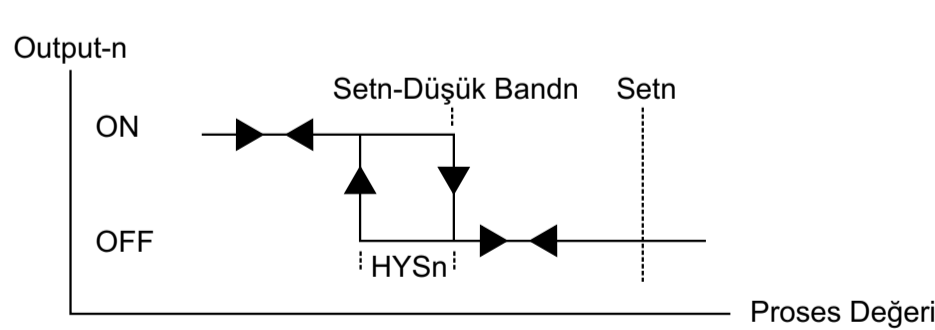 Output-n
Setn-Düşük Bandn
Setn
ON
OFF
HYSn
Proses Değeri